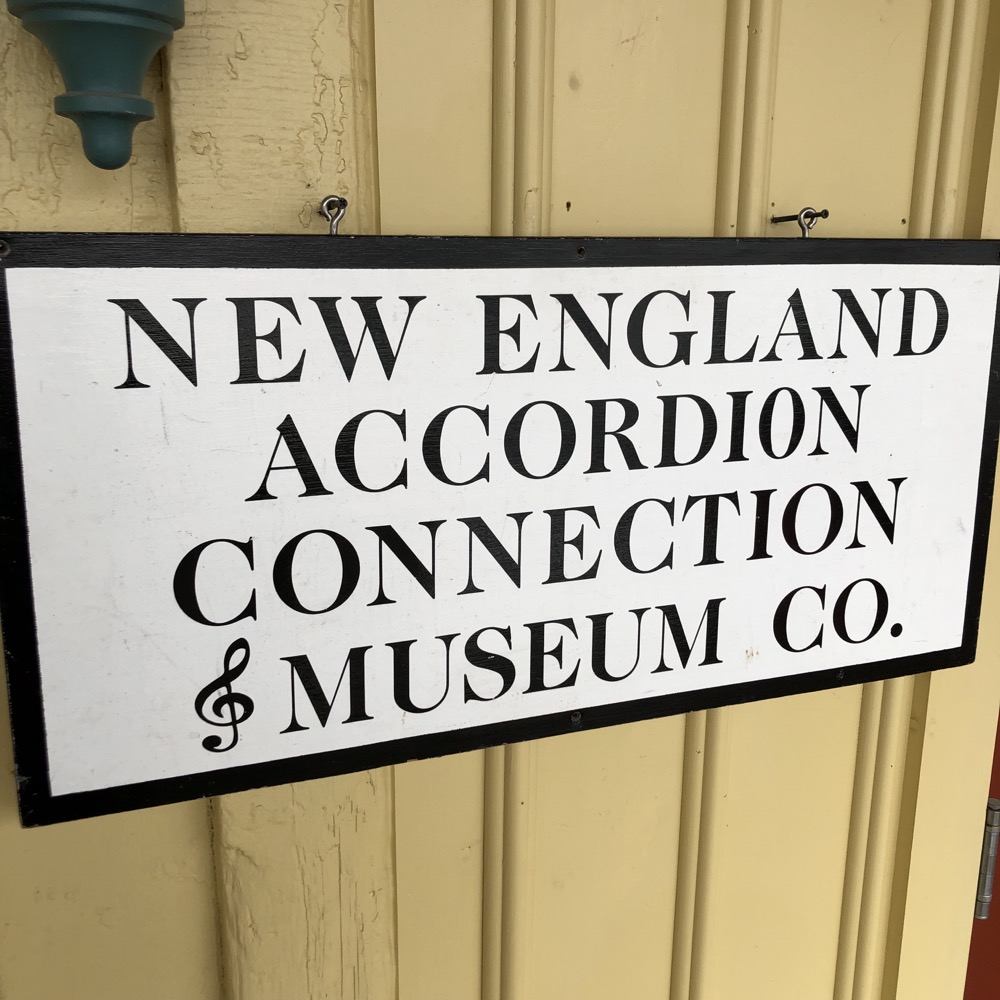 NEW ENGLAND
ACCORDION
CONNECTION
𝄞 MUSEUM CO.